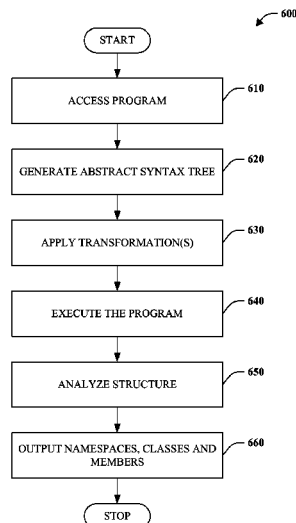 600
START
ACCESS PROGRAM
610
GENERATE ABSTRACT SYNTAX TREE
620
APPLY TRANSFORMATION(S)
630
EXECUTE THE PROGRAM
640
ANALYZE STRUCTURE
650
OUTPUT NAMESPACES, CLASSES AND
MEMBERS
660
STOP